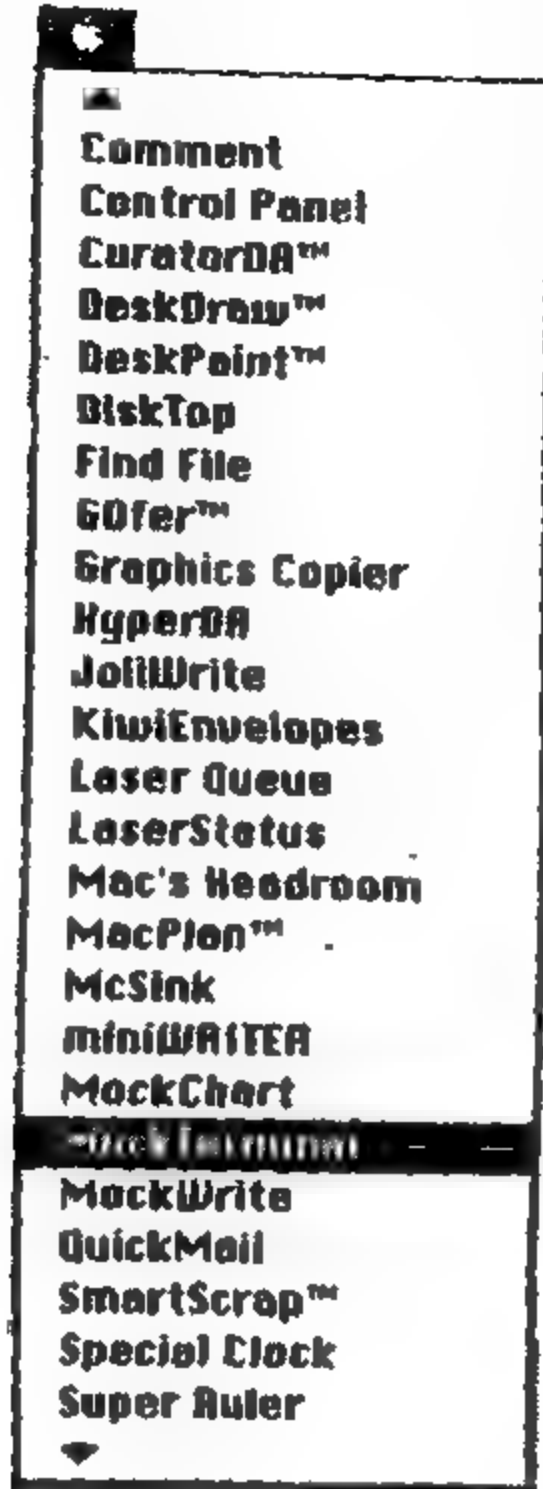 Comment
Control Panel
CuratorDA™
DeskDraw™
DeskPaint™
DiskTop
Find File
GOfer™
Graphics Copier
HyperDA
JoliWrite
KiwiEnvelopes
Laser Queue
LaserStatus
Mac's Headroom
MacPlan™
McSink
miniWRITER
MockChart
MockTerminal
MockWrite
QuickMail
SmartScrap™
Special Clock
Super Ruler